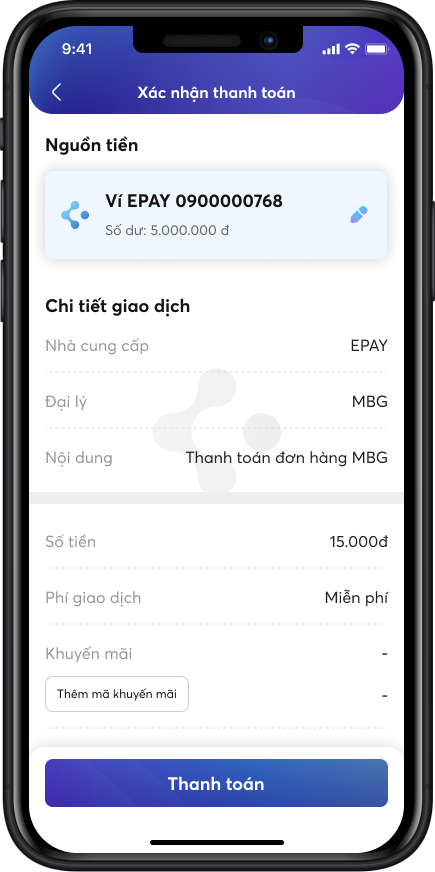 9:41
Xác nhận thanh toán
Nguồn tiền
Ví EPAY 0900000768
Số dư: 5.000.000 đ
Chi tiết giao dịch
Nhà cung cấp EPAY
Đại lý MBG
Nội dung Thanh toán đơn hàng MBG
Số tiền 15.000đ
Phí giao dịch Miễn phí
Khuyến mãi -
Thêm mã khuyến mãi -
Thanh toán